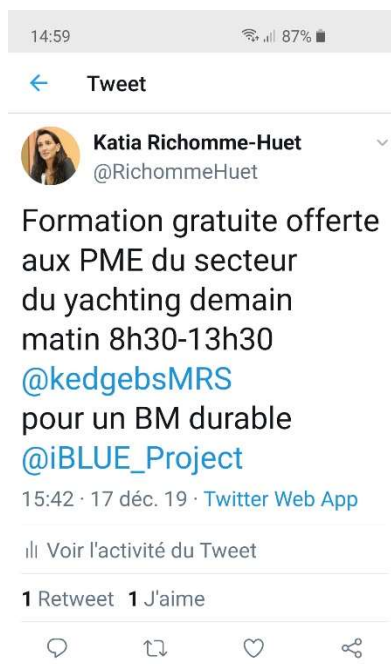 14:59 87%
Tweet
Katia Richomme-Huet
@RichommeHuet
Formation gratuite offerte
aux PME du secteur
du yachting demain
matin 8h30-13h30
@kedgebsMRS
pour un BM durable
@iBLUE_Project
15:42 · 17 déc. 19 · Twitter Web App
Voir l'activité du Tweet
1 Retweet 1 J'aime